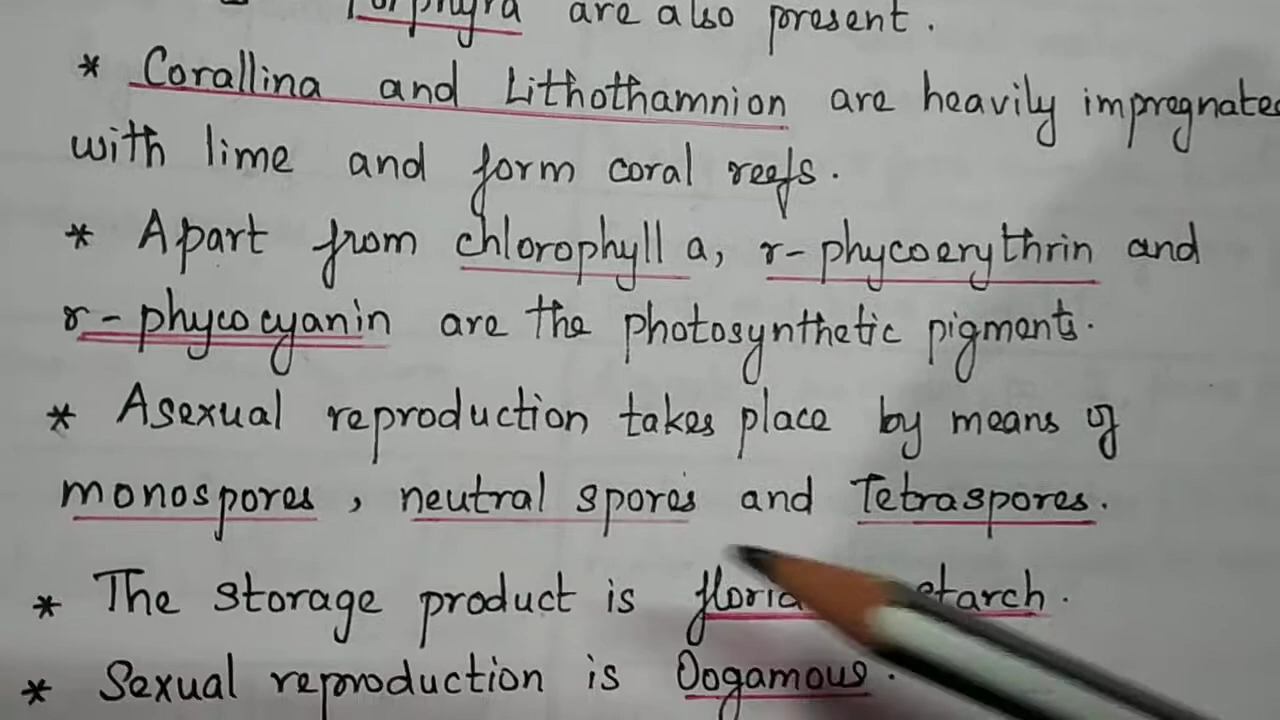 are also present.
* Corallina and Lithothamnion are heavily impregnated
with lime and form coral reefs.
* Apart from chlorophyll a, r-phycoerythrin and
r-phycocyanin are the photosynthetic pigments.
* Asexual reproduction takes place by means of
monospores, neutral spores and Tetraspores.
* The storage product is starch.
* Sexual reproduction is Oogamous.